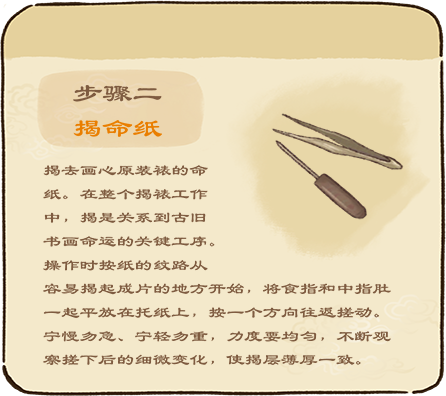 步骤二
揭命纸
揭去画心原装裱的命
纸。在整个揭裱工作
中，揭是关系到古旧
书画命运的关键工序。
操作时按纸的纹路从
容易揭起成片的地方开始，将食指和中指肚
一起平放在托纸上，按一个方向往返搓动。
宁慢勿急、宁轻勿重，力度要均匀，不断观
察搓下后的细微变化，使揭层薄厚一致。